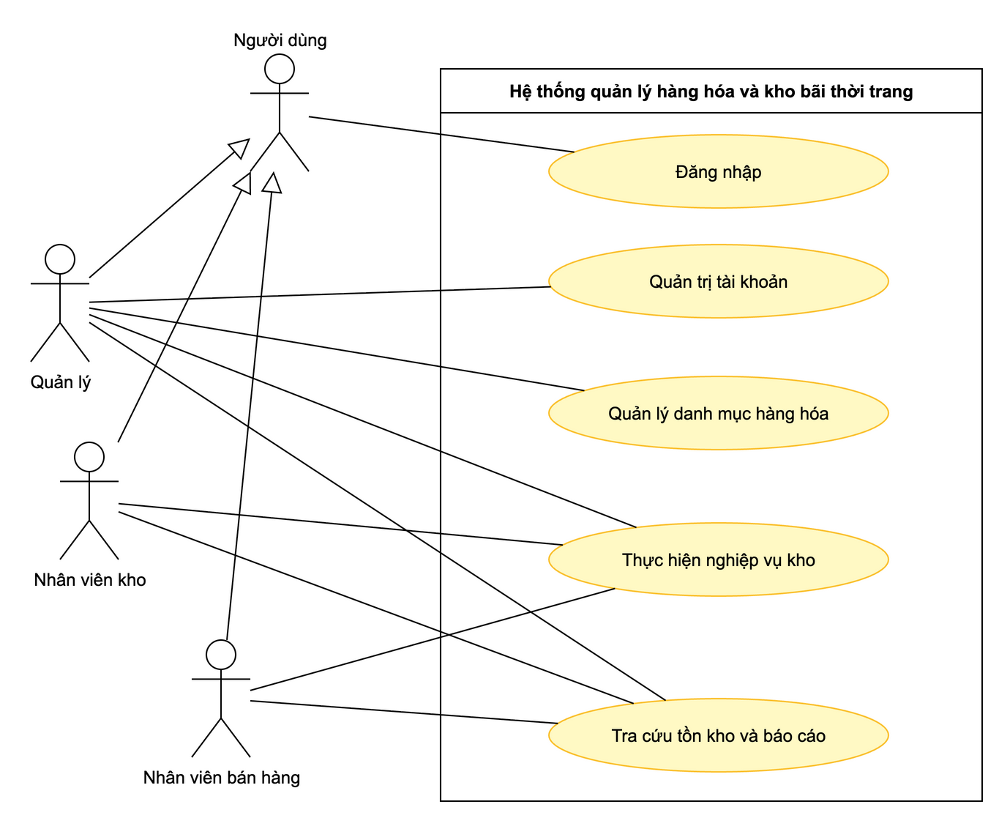 Người dùng
Hệ thống quản lý hàng hóa và kho bãi thời trang
Đăng nhập
Quản trị tài khoản
Quản lý
Quản lý danh mục hàng hóa
Thực hiện nghiệp vụ kho
Nhân viên kho
Tra cứu tồn kho và báo cáo
Nhân viên bán hàng